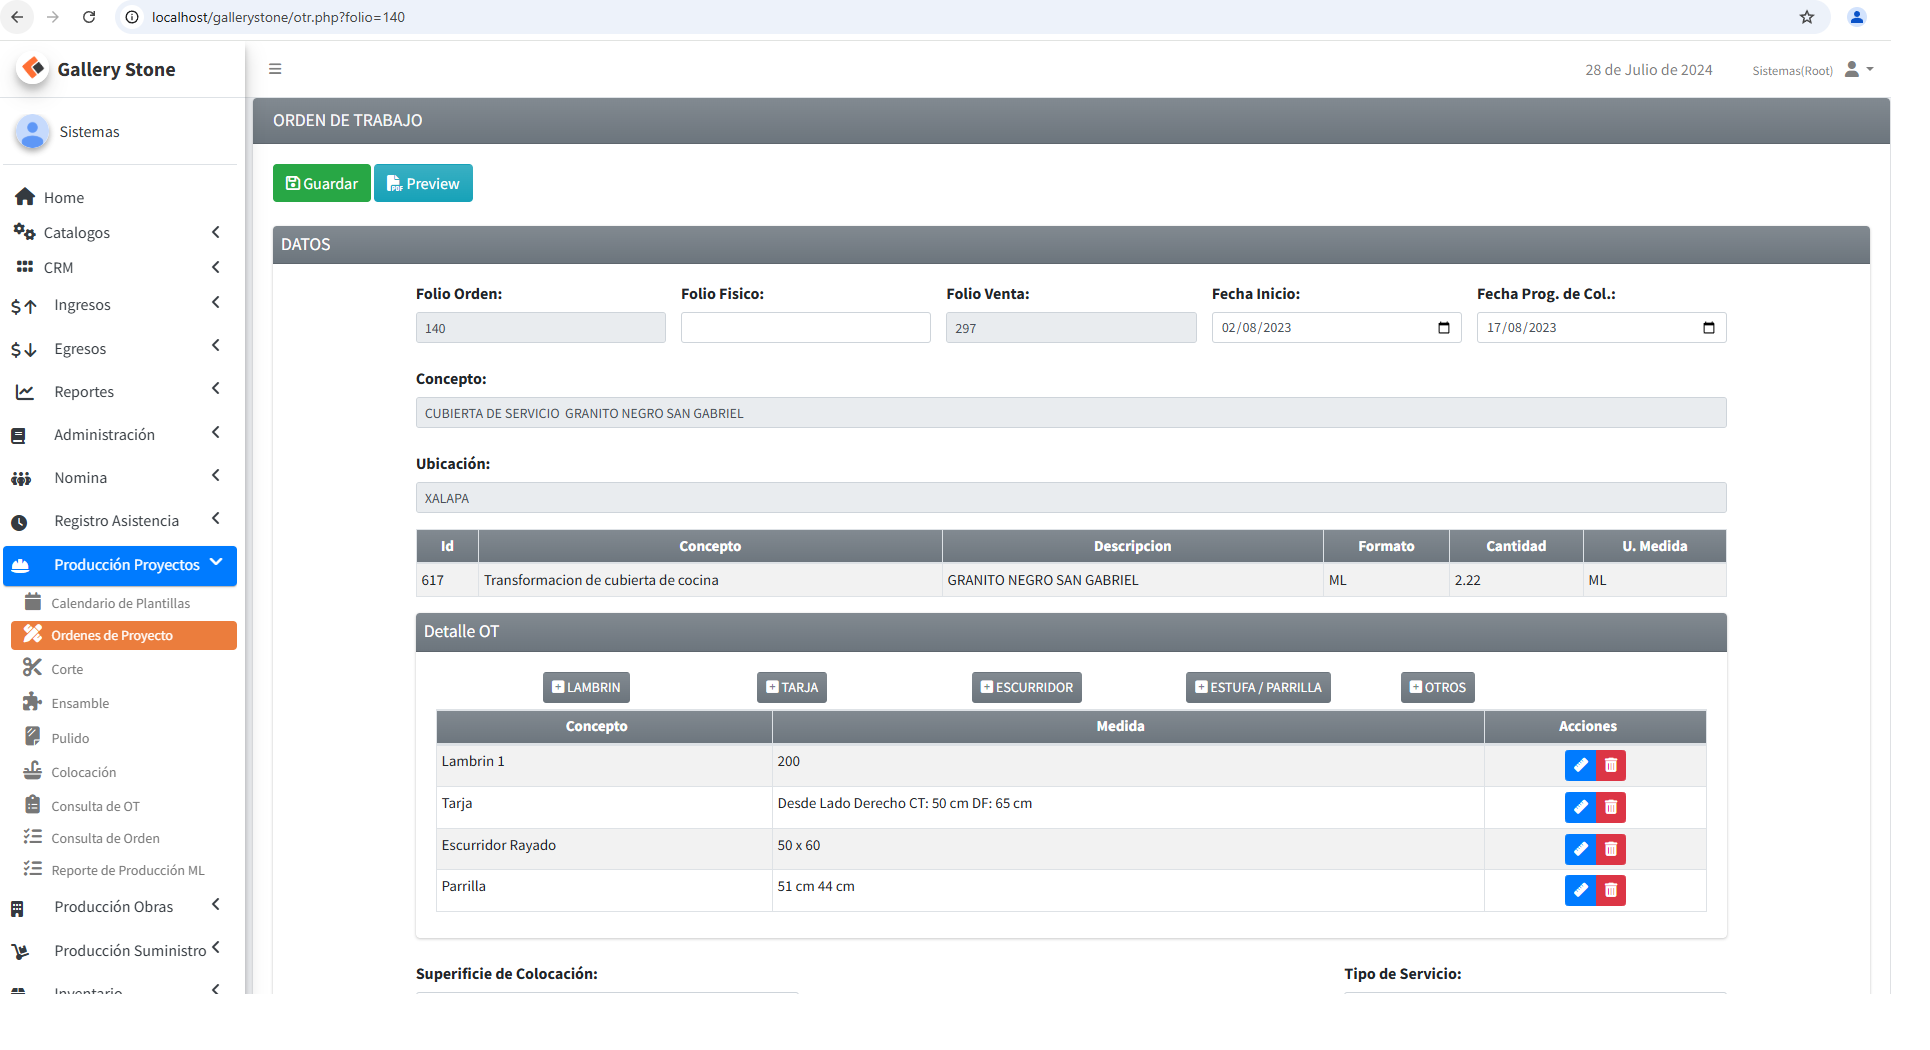 localhost/gallerystone/otr.php?folio=140
Gallery Stone
28 de Julio de 2024
Sistemas(Root)
Sistemas
Home
Catalogos
CRM
Ingresos
Egresos
Reportes
Administración
Nomina
Registro Asistencia
Producción Proyectos
Calendario de Plantillas
Ordenes de Proyecto
Corte
Ensamble
Pulido
Colocación
Consulta de OT
Consulta de Orden
Reporte de Producción ML
Producción Obras
Producción Suministro
Inventario
ORDEN DE TRABAJO
Guardar
Preview
DATOS
Folio Orden: Folio Fisico: Folio Venta: Fecha Inicio: Fecha Prog. de Col.:
140 297 02/08/2023 17/08/2023
Concepto:
CUBIERTA DE SERVICIO GRANITO NEGRO SAN GABRIEL
Ubicación:
XALAPA
Id Concepto Descripcion Formato Cantidad U. Medida
617 Transformacion de cubierta de cocina GRANITO NEGRO SAN GABRIEL ML 2.22 ML
Detalle OT
LAMBRIN TARJA ESCURRIDOR ESTUFA / PARRILLA OTROS
Concepto Medida Acciones
Lambrin 1 200
Tarja Desde Lado Derecho CT: 50 cm DF: 65 cm
Escurridor Rayado 50 x 60
Parrilla 51 cm 44 cm
Superificie de Colocación: Tipo de Servicio: